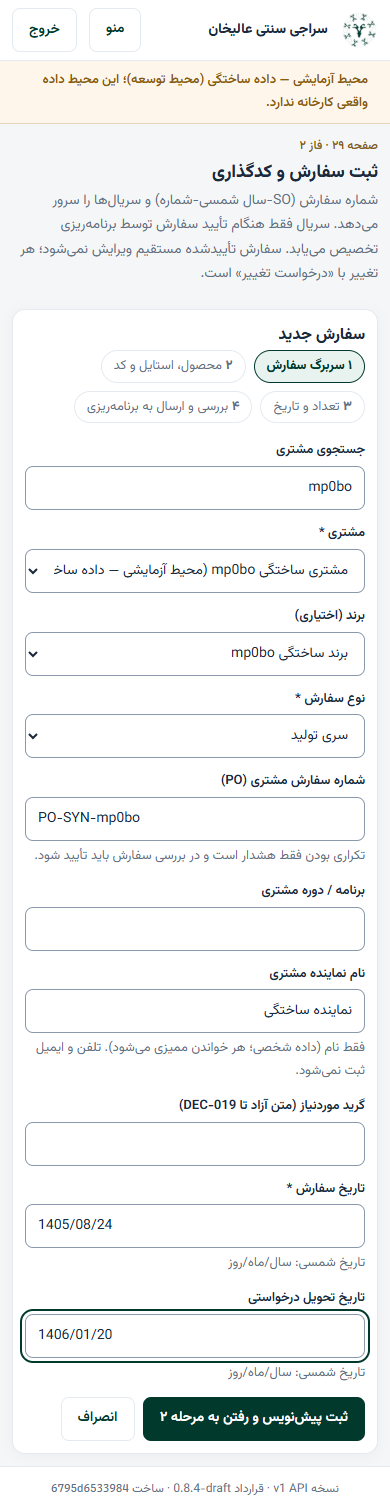 سراجی سنتی عالیخان
منو
خروج
محیط آزمایشی — داده ساختگی (محیط توسعه)؛ این محیط داده
واقعی کارخانه ندارد.
صفحه ۲۹ · فاز ۲
ثبت سفارش و کدگذاری
شماره سفارش (SO-سال شمسی-شماره) و سریال‌ها را سرور
می‌دهد. سریال فقط هنگام تأیید سفارش توسط برنامه‌ریزی
تخصیص می‌یابد. سفارش تأییدشده مستقیم ویرایش نمی‌شود؛ هر
تغییر با «درخواست تغییر» است.
سفارش جدید
۱ سربرگ سفارش
۲ محصول، استایل و کد
۳ تعداد و تاریخ
۴ بررسی و ارسال به برنامه‌ریزی
جستجوی مشتری
mp0bo
مشتری *
مشتری ساختگی mp0bo (محیط آزمایشی — داده ساخ
برند (اختیاری)
برند ساختگی mp0bo
نوع سفارش *
سری تولید
شماره سفارش مشتری (PO)
PO-SYN-mp0bo
تکراری بودن فقط هشدار است و در بررسی سفارش باید تأیید شود.
برنامه / دوره مشتری
نام نماینده مشتری
نماینده ساختگی
فقط نام (داده شخصی؛ هر خواندن ممیزی می‌شود). تلفن و ایمیل
ثبت نمی‌شود.
گرید موردنیاز (متن آزاد تا DEC-019)
تاریخ سفارش *
1405/08/24
تاریخ شمسی: سال/ماه/روز
تاریخ تحویل درخواستی
1406/01/20
تاریخ شمسی: سال/ماه/روز
ثبت پیش‌نویس و رفتن به مرحله ۲
انصراف
نسخه v1 API · قرارداد 0.8.4-draft · ساخت 6795d6533984